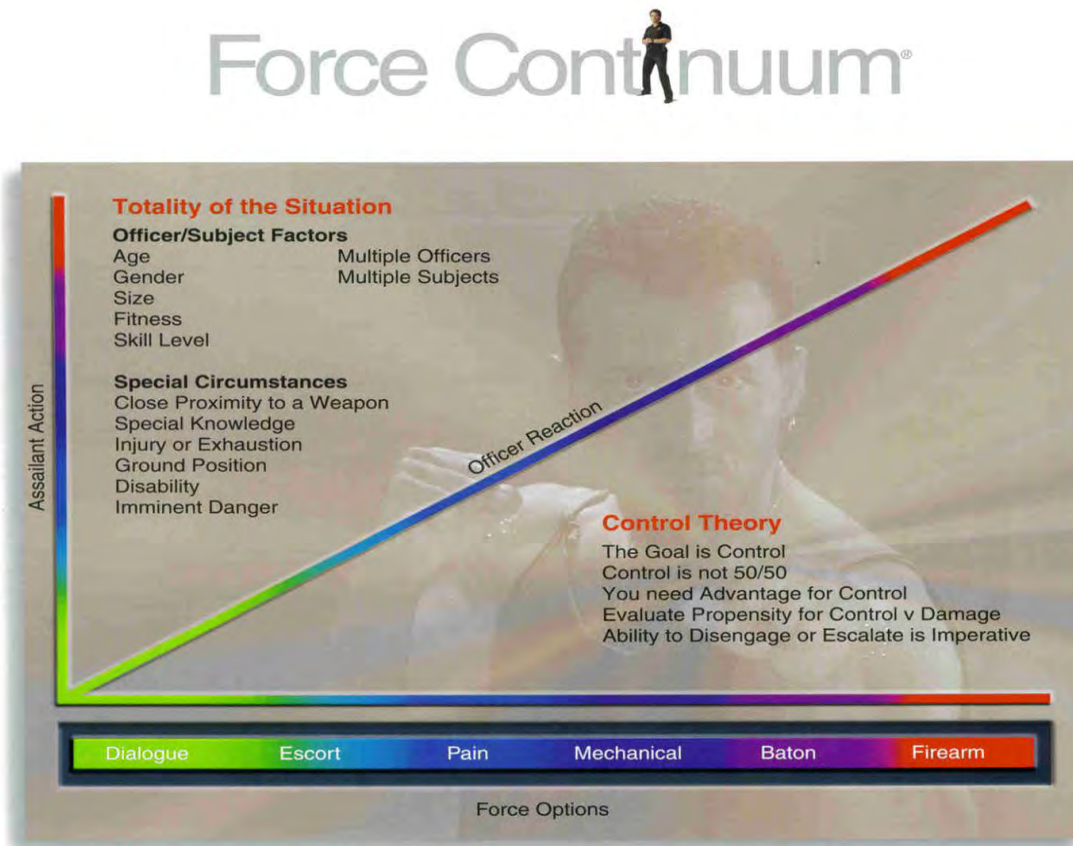 Force Continuum®
Totality of the Situation
Officer/Subject Factors
Age
Gender
Size
Fitness
Skill Level
Multiple Officers
Multiple Subjects
Special Circumstances
Close Proximity to a Weapon
Special Knowledge
Injury or Exhaustion
Ground Position
Disability
Imminent Danger
Assailant Action
Officer Reaction
Control Theory
The Goal is Control
Control is not 50/50
You need Advantage for Control
Evaluate Propensity for Control v Damage
Ability to Disengage or Escalate is Imperative
Dialogue Escort Pain Mechanical Baton Firearm
Force Options